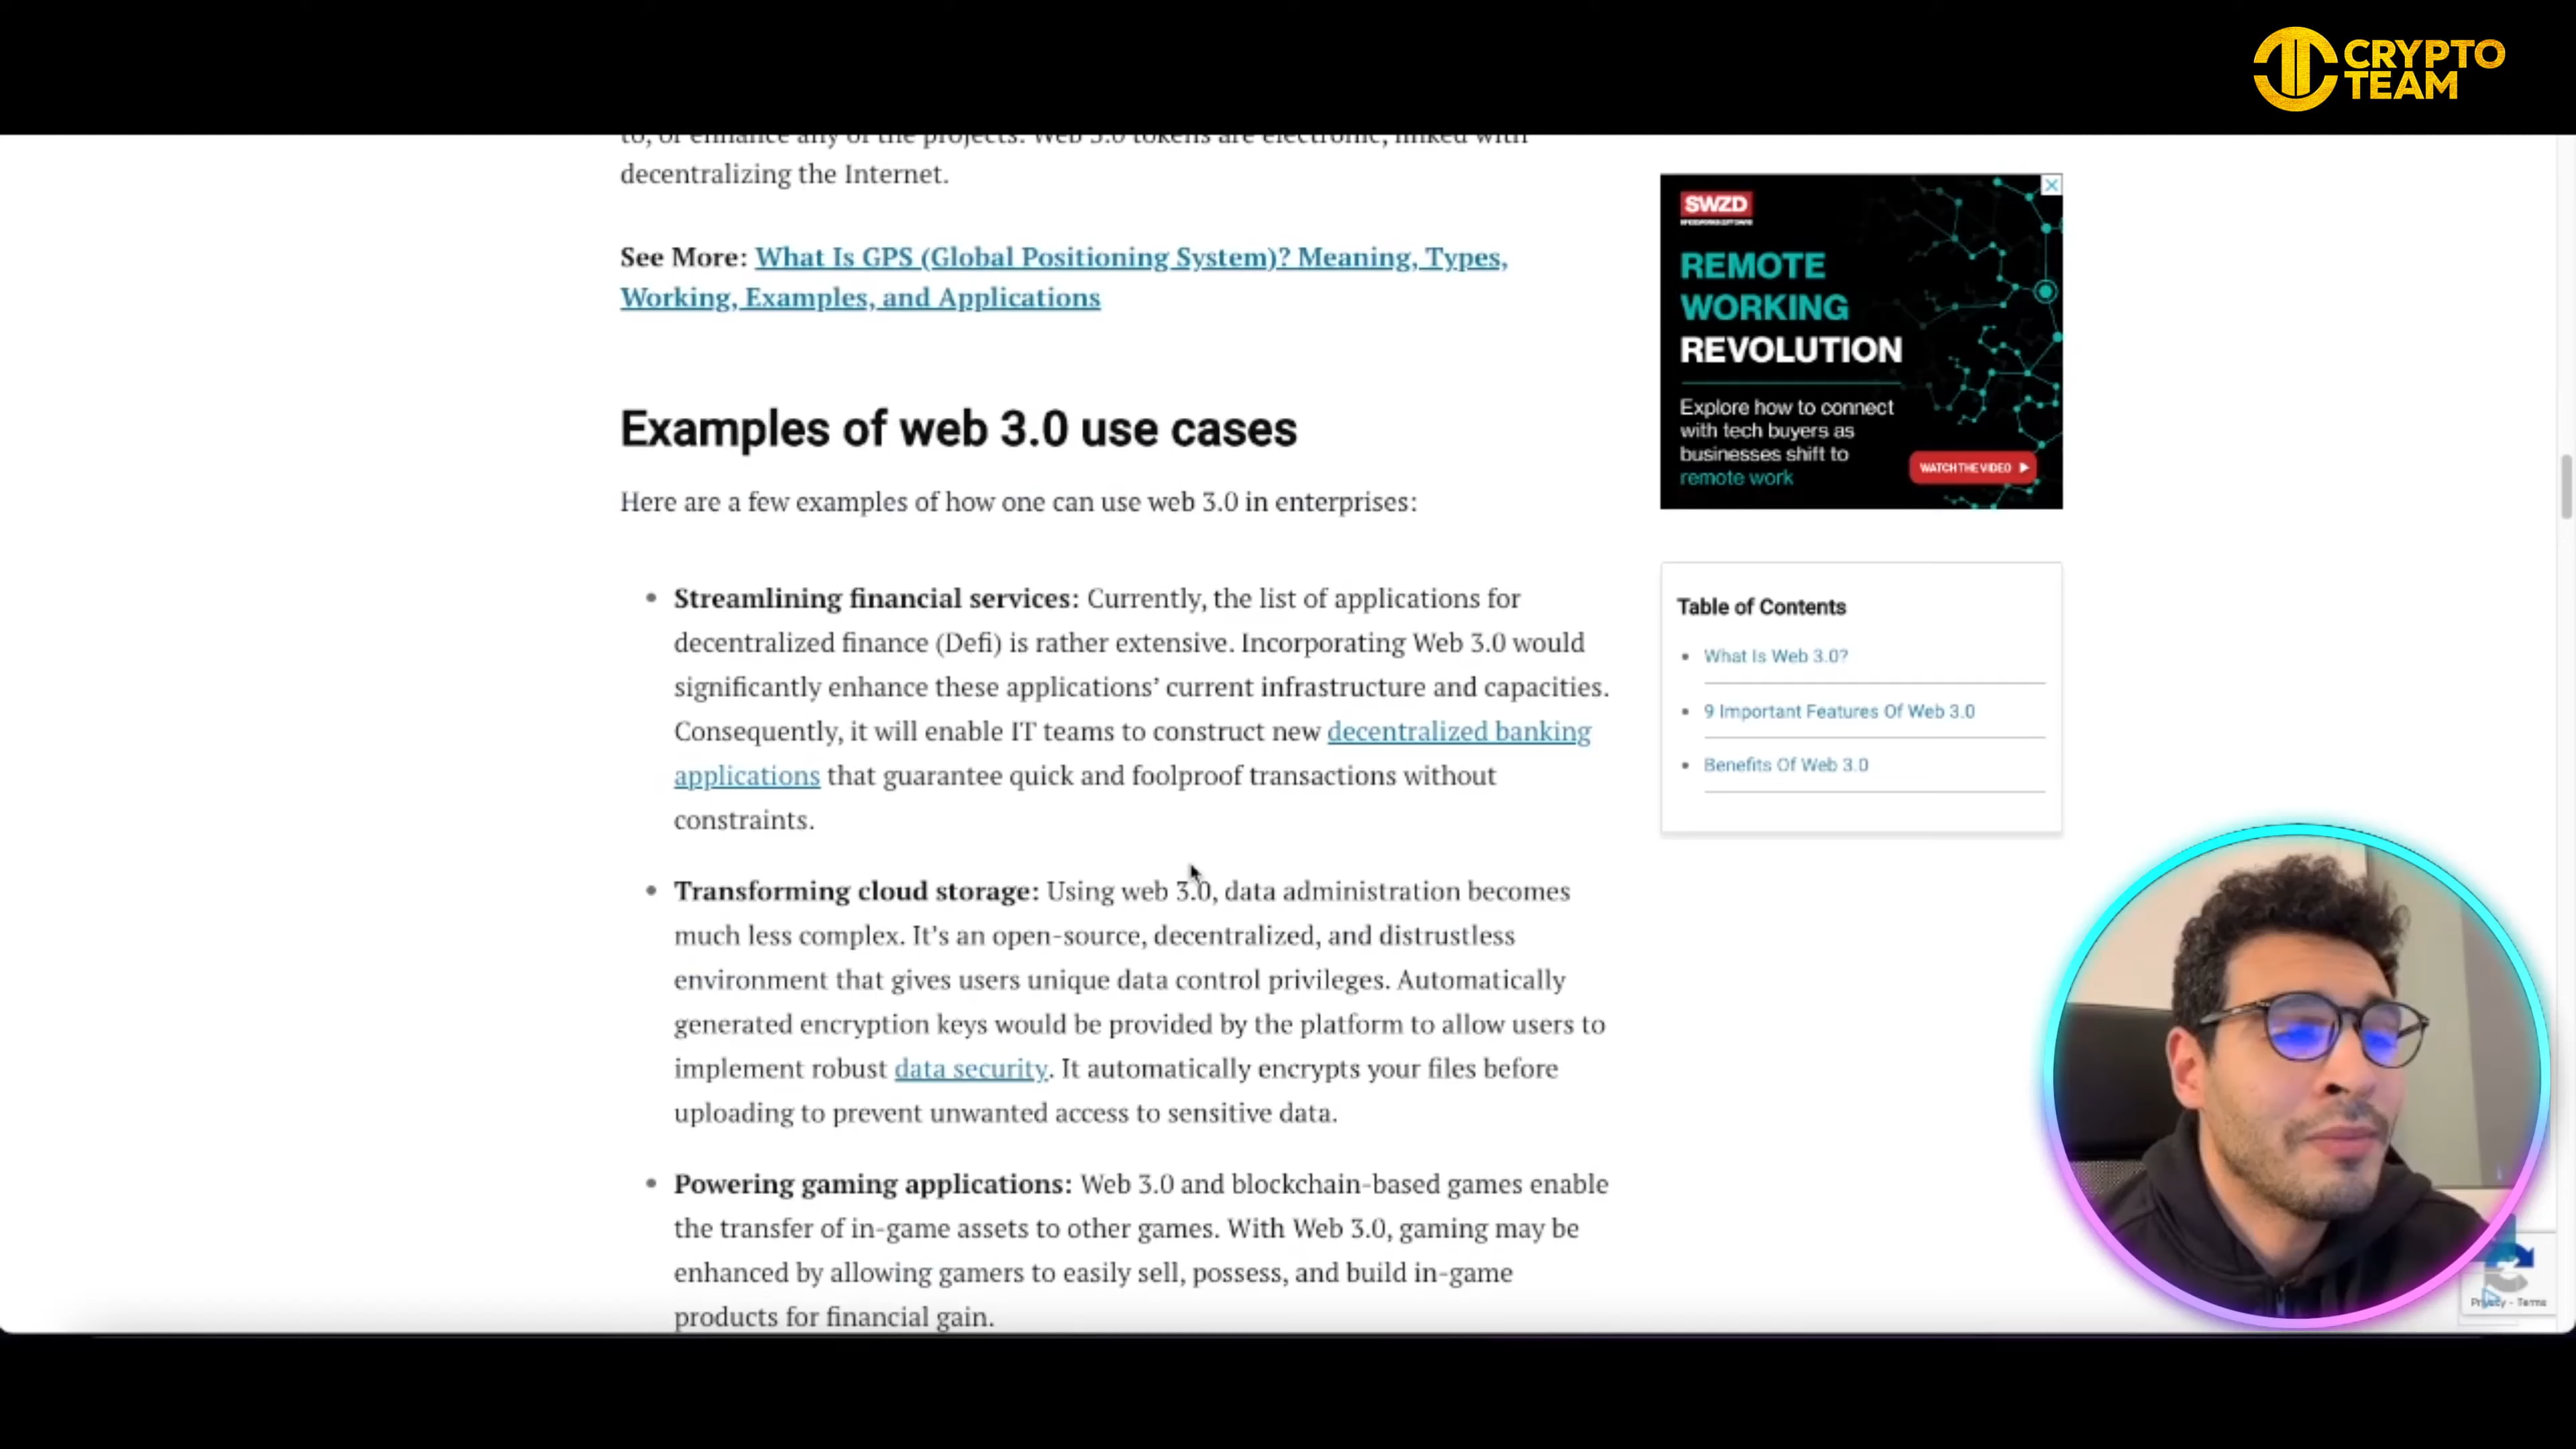 CRYPTO
TEAM
to, or enhance any of the projects. Web 3.0 tokens are electronic, linked with
decentralizing the Internet.
See More: What Is GPS (Global Positioning System)? Meaning, Types,
Working, Examples, and Applications
Examples of web 3.0 use cases
Here are a few examples of how one can use web 3.0 in enterprises:
• Streamlining financial services: Currently, the list of applications for
decentralized finance (Defi) is rather extensive. Incorporating Web 3.0 would
significantly enhance these applications’ current infrastructure and capacities.
Consequently, it will enable IT teams to construct new decentralized banking
applications that guarantee quick and foolproof transactions without
constraints.
• Transforming cloud storage: Using web 3.0, data administration becomes
much less complex. It’s an open-source, decentralized, and distrustless
environment that gives users unique data control privileges. Automatically
generated encryption keys would be provided by the platform to allow users to
implement robust data security. It automatically encrypts your files before
uploading to prevent unwanted access to sensitive data.
• Powering gaming applications: Web 3.0 and blockchain-based games enable
the transfer of in-game assets to other games. With Web 3.0, gaming may be
enhanced by allowing gamers to easily sell, possess, and build in-game
products for financial gain.
SWZD
REMOTE
WORKING
REVOLUTION
Explore how to connect
with tech buyers as
businesses shift to
remote work
WATCH THE VIDEO
Table of Contents
• What Is Web 3.0?
• 9 Important Features Of Web 3.0
• Benefits Of Web 3.0
Privacy - Terms